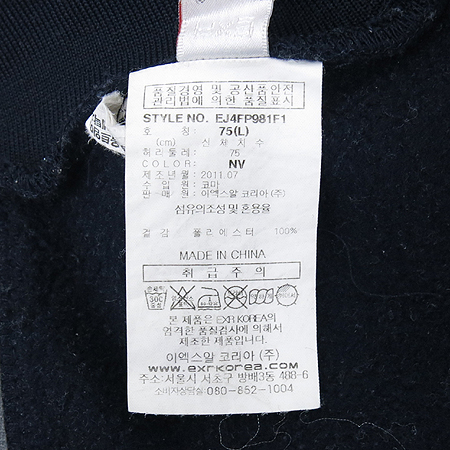 품질경영 및 공산품안전
관리법에 의한 품질표시
STYLE NO. EJ4FP981F1
호 칭 75(L)
(cm) 신 체 치 수
허 리 둘 레 : 75
COLOR: NV
제 조 년 월 : 2011.07
수 입 원 : 코마
판 매 원 : 이엑스알 코리아 (주)
섬유의조성 및 혼용율
겉 감 폴 리 에 스 터 100%
MADE IN CHINA
취 급 주 의
본 제품은 EXR KOREA의
엄격한 품질검사에 의해서
제조한 제품입니다.
이엑스알 코리아 (주)
www.exrkorea.com
주소:서울시 서초구 방배3동 488-6
소비자상담실: 080-852-1004